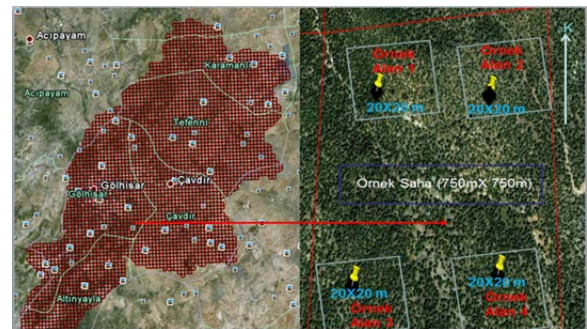 Acıpayam
Karamanlı
Acıpayam
Tefenni
Gölhisar
Çavdır
Gölhisar
Çavdır
Altınyayla
K
Örnek
Alan 1
Örnek
Alan 2
20X20 m
20X20 m
Örnek Saha (750mX 750m)
20X20 m
20X20 m
Örnek
Alan 3
Örnek
Alan 4